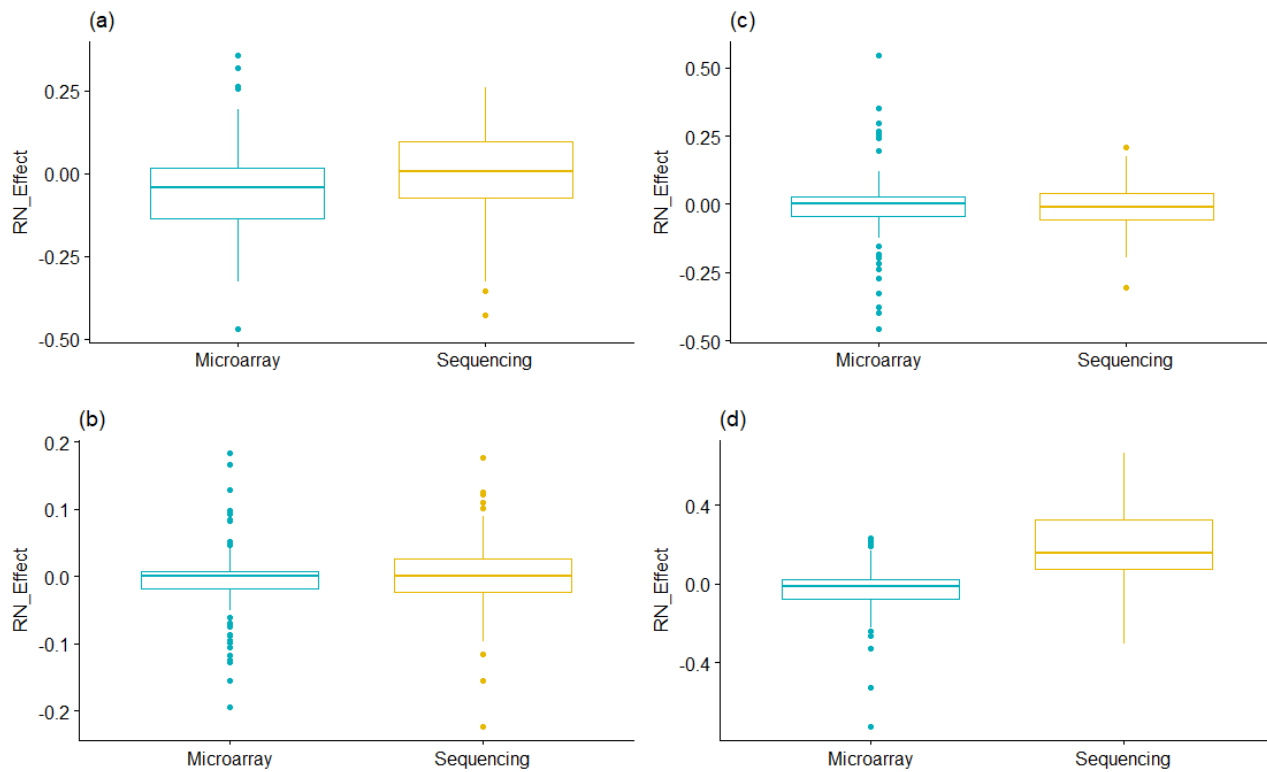 (a)
RN_Effect
0.25
0.00
-0.25
-0.50
Microarray
Sequencing
(c)
RN_Effect
0.50
0.25
0.00
-0.25
-0.50
Microarray
Sequencing
(b)
RN_Effect
0.2
0.1
0.0
-0.1
-0.2
Microarray
Sequencing
(d)
RN_Effect
0.4
0.0
-0.4
Microarray
Sequencing